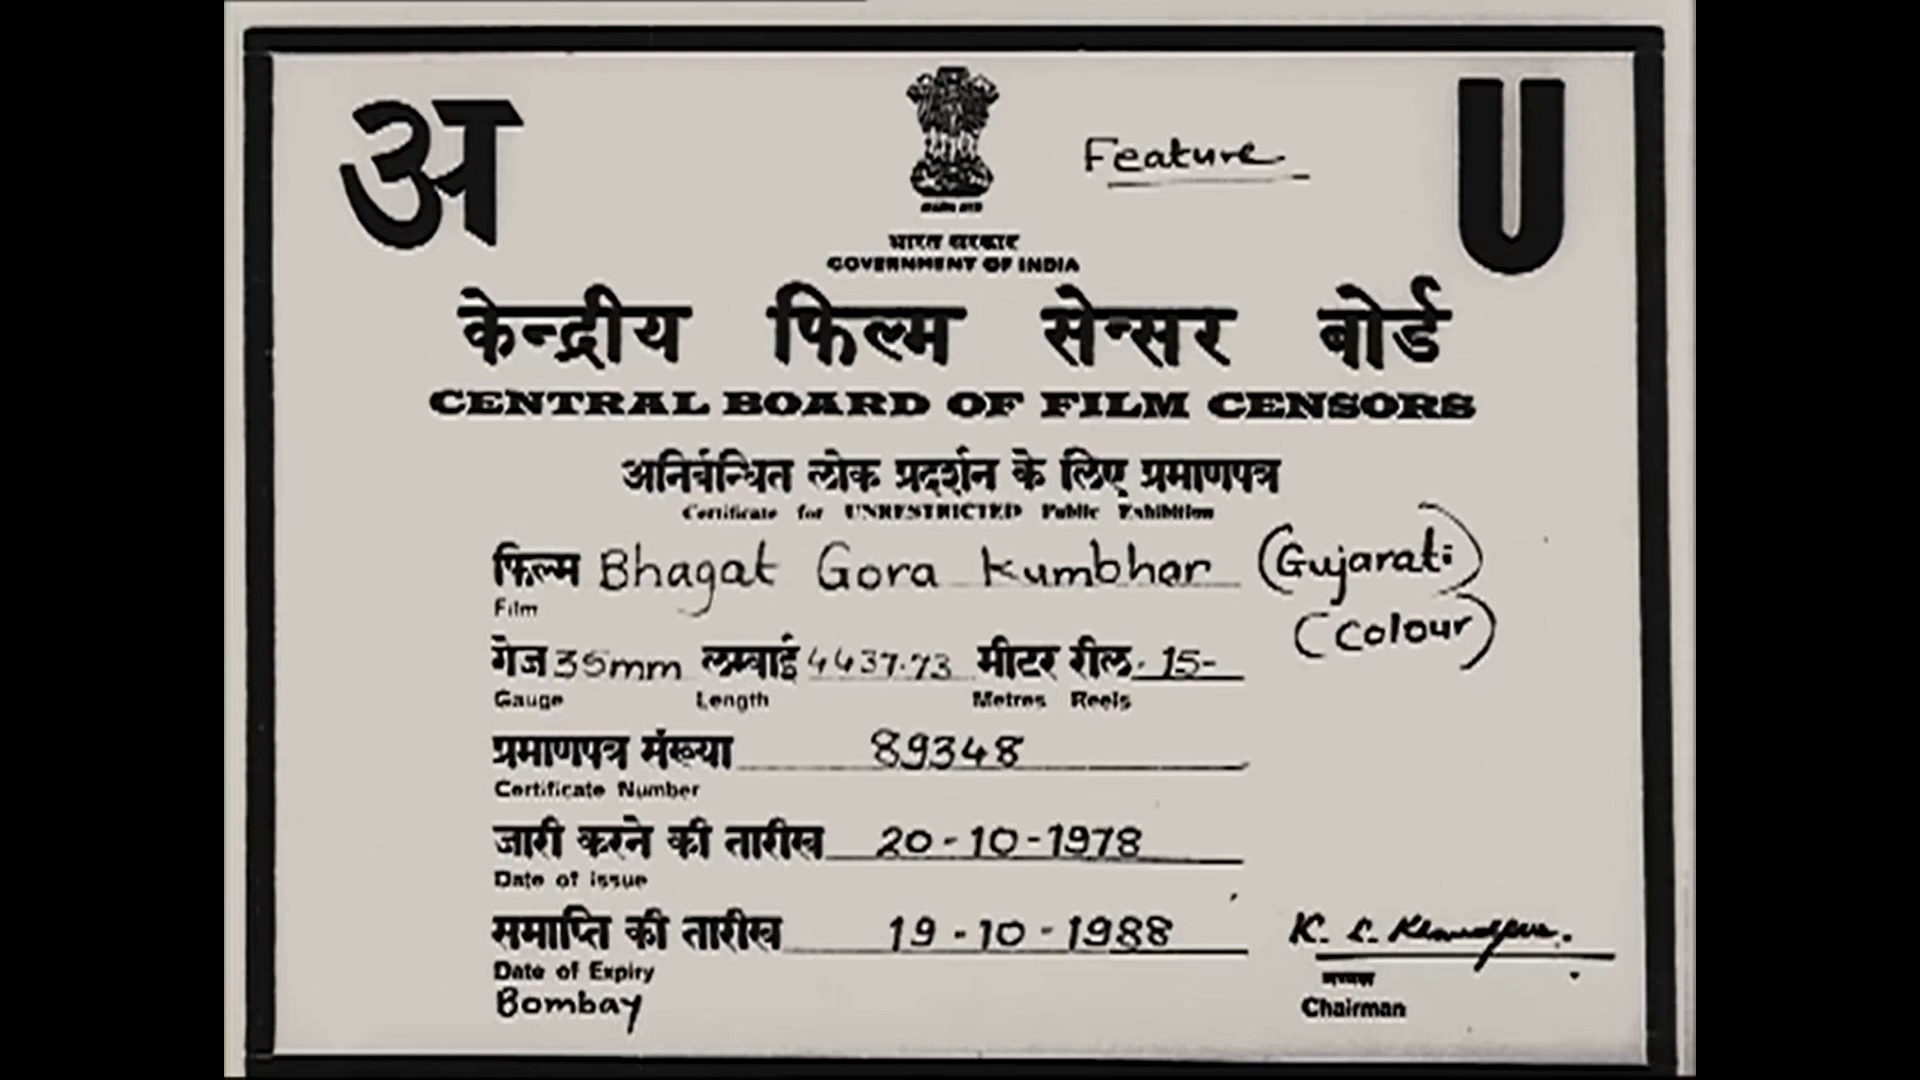 अ
U
Feature
भारत सरकार
GOVERNMENT OF INDIA
केन्द्रीय फिल्म सेन्सर बोर्ड
CENTRAL BOARD OF FILM CENSORS
अनिर्बन्धित लोक प्रदर्शन के लिए प्रमाणपत्र
Certificate for UNRESTRICTED Public Exhibition
फिल्म Bhagat Gora Kumbhar (Gujarati)
Film
(Colour)
गेज 35mm लम्बाई 4437.73 मीटर रील. 15-
Gauge Length Metres Reels
प्रमाणपत्र संख्या 89348
Certificate Number
जारी करने की तारीख 20-10-1978
Date of issue
समाप्ति की तारीख 19-10-1988
Date of Expiry
Bombay
K. L.
Chairman